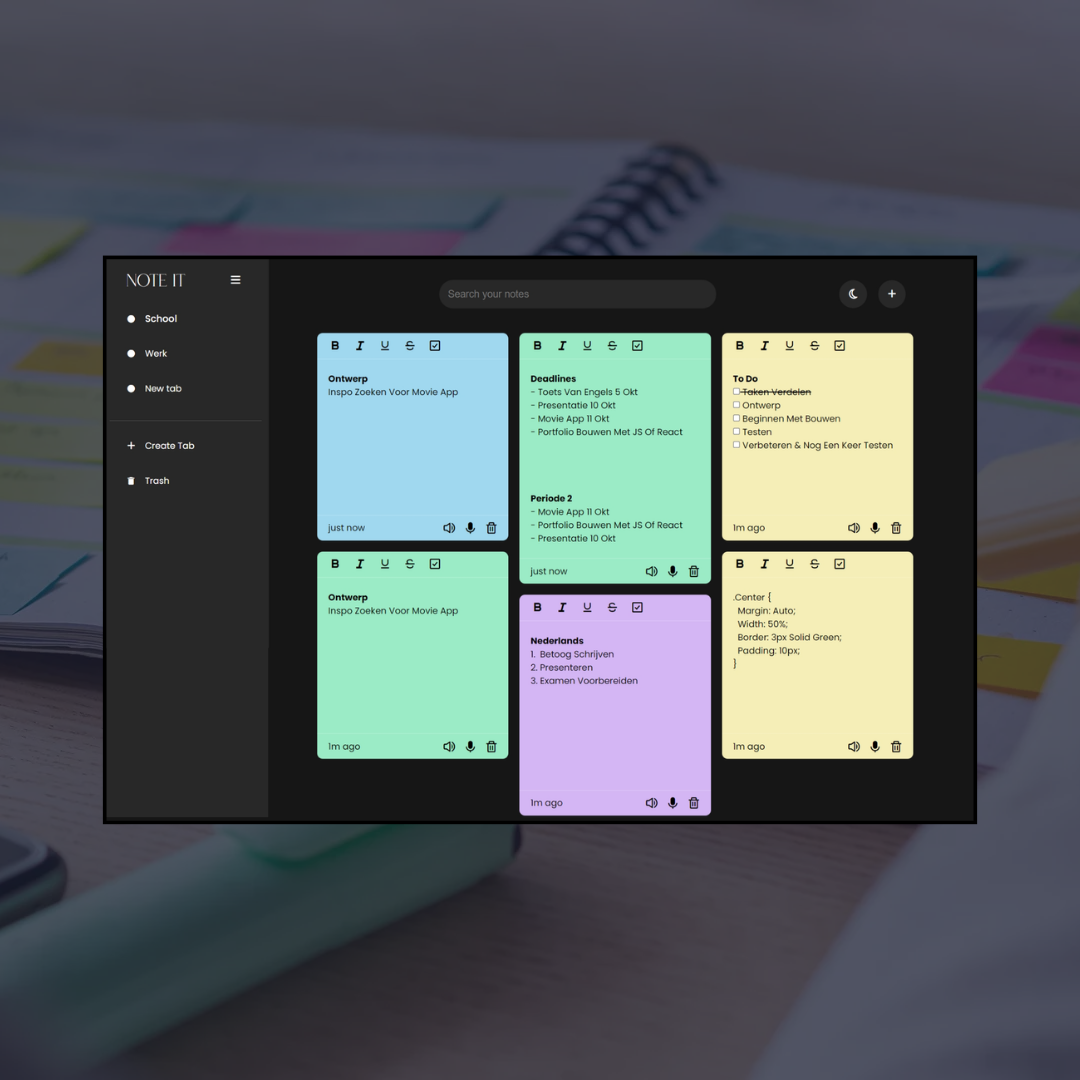 NOTE IT
School
Werk
New tab
Create Tab
Trash
Search your notes
B I U S
Ontwerp
Inspo Zoeken Voor Movie App
just now
B I U S
Deadlines
- Toets Van Engels 5 Okt
- Presentatie 10 Okt
- Movie App 11 Okt
- Portfolio Bouwen Met JS Of React
Periode 2
- Movie App 11 Okt
- Portfolio Bouwen Met JS Of React
- Presentatie 10 Okt
just now
B I U S
To Do
Taken Verdelen
Ontwerp
Beginnen Met Bouwen
Testen
Verbeteren & Nog Een Keer Testen
1m ago
B I U S
Ontwerp
Inspo Zoeken Voor Movie App
1m ago
B I U S
Nederlands
1. Betoog Schrijven
2. Presenteren
3. Examen Voorbereiden
1m ago
B I U S
.Center {
Margin: Auto;
Width: 50%;
Border: 3px Solid Green;
Padding: 10px;
}
1m ago